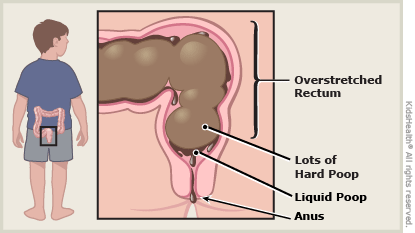 Overstretched
Rectum
Lots of
Hard Poop
Liquid Poop
Anus
KidsHealth® All rights reserved.